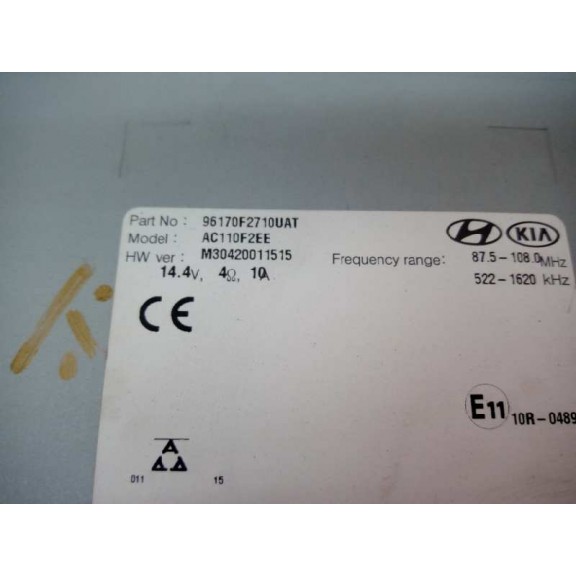 Part No : 96170F2710UAT
Model : AC110F2EE
HW ver : M30420011515
14.4V, 4Ω, 10A
KIA
Frequency range: 87.5-108.0MHz
522-1620 kHz
CE
E11 10R-0489
011 15